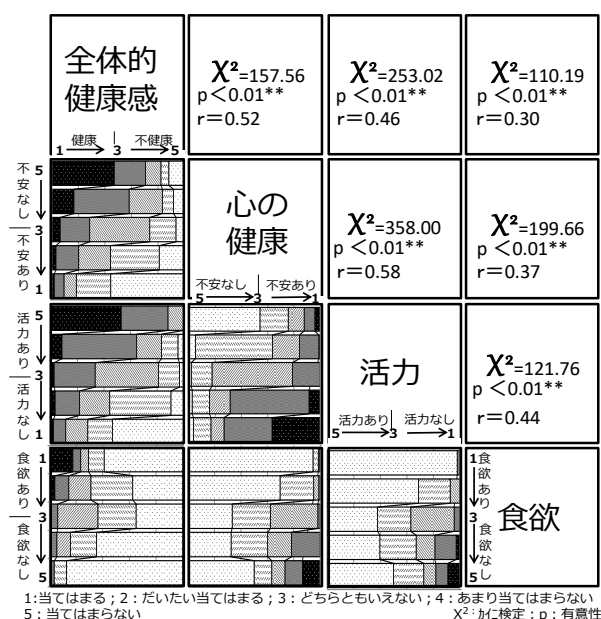 全体的
健康感
健康 不健康
1 3 5
χ²=157.56
p <0.01**
r=0.52
χ²=253.02
p <0.01**
r=0.46
χ²=110.19
p <0.01**
r=0.30
不安なし 不安あり
5 3 1
心の
健康
不安なし 不安あり
5 3 1
χ²=358.00
p <0.01**
r=0.58
χ²=199.66
p <0.01**
r=0.37
活力あり 活力なし
5 3 1
活力
活力あり 活力なし
5 3 1
χ²=121.76
p <0.01**
r=0.44
食欲あり 食欲なし
1 3 5
食欲あり 食欲なし
1 3 5
食欲
1:当てはまる；2：だいたい当てはまる；3：どちらともいえない；4：あまり当てはまらない
5：当てはまらない
Χ²：カイ二検定；p：有意性